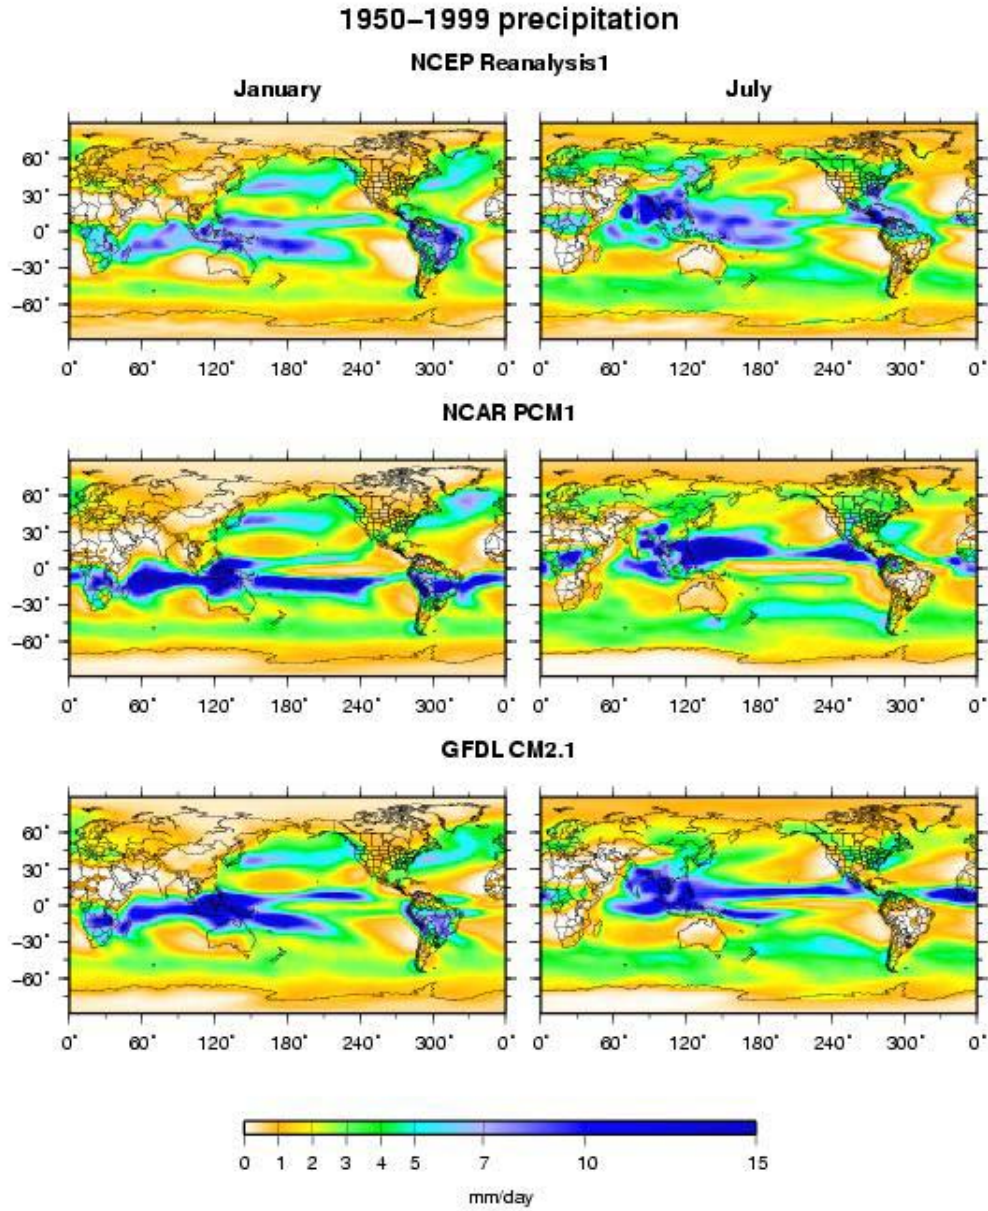 1950–1999 precipitation
NCEP Reanalysis1
January July
60˚
30˚
0˚
−30˚
−60˚
0˚ 60˚ 120˚ 180˚ 240˚ 300˚ 0˚ 0˚ 60˚ 120˚ 180˚ 240˚ 300˚ 0˚
NCAR PCM1
60˚
30˚
0˚
−30˚
−60˚
0˚ 60˚ 120˚ 180˚ 240˚ 300˚ 0˚ 0˚ 60˚ 120˚ 180˚ 240˚ 300˚ 0˚
GFDL CM2.1
60˚
30˚
0˚
−30˚
−60˚
0˚ 60˚ 120˚ 180˚ 240˚ 300˚ 0˚ 0˚ 60˚ 120˚ 180˚ 240˚ 300˚ 0˚
0 1 2 3 4 5 7 10 15
mm/day